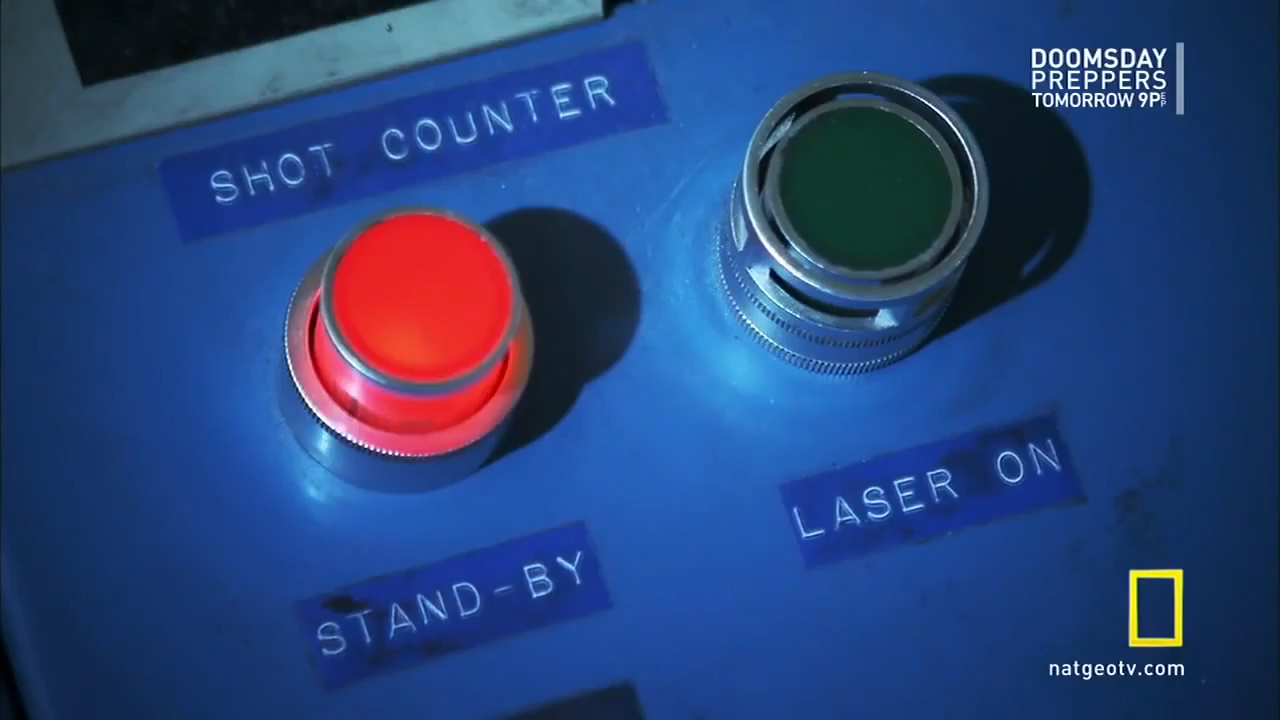 DOOMSDAY
PREPPERS
TOMORROW 9P
SHOT COUNTER
LASER ON
STAND-BY
natgeotv.com